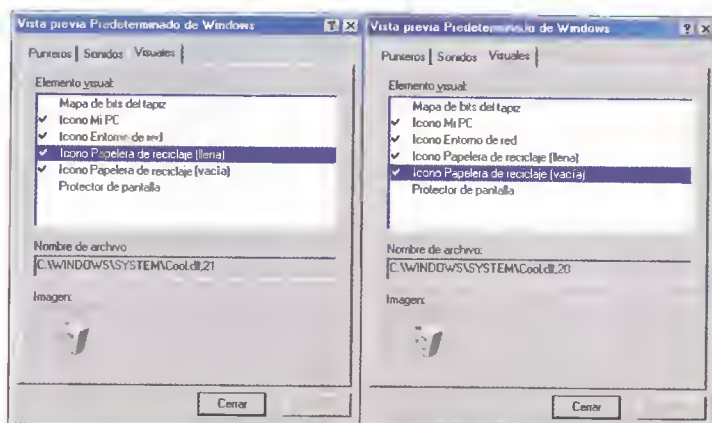 Vista previa Predeterminado de Windows
Punteros Sonidos Visuales
Elemento visual:
Mapa de bits del tapiz
Icono Mi PC
Icono Entorno de red
Icono Papelera de reciclaje (llena)
Icono Papelera de reciclaje (vacía)
Protector de pantalla
Nombre de archivo
C:\WINDOWS\SYSTEM\Cool.dll,21
Imagen:
Cerrar
Vista previa Predeterminado de Windows
Punteros Sonidos Visuales
Elemento visual:
Mapa de bits del tapiz
Icono Mi PC
Icono Entorno de red
Icono Papelera de reciclaje (llena)
Icono Papelera de reciclaje (vacía)
Protector de pantalla
Nombre de archivo:
C:\WINDOWS\SYSTEM\Cool.dll,20
Imagen:
Cerrar